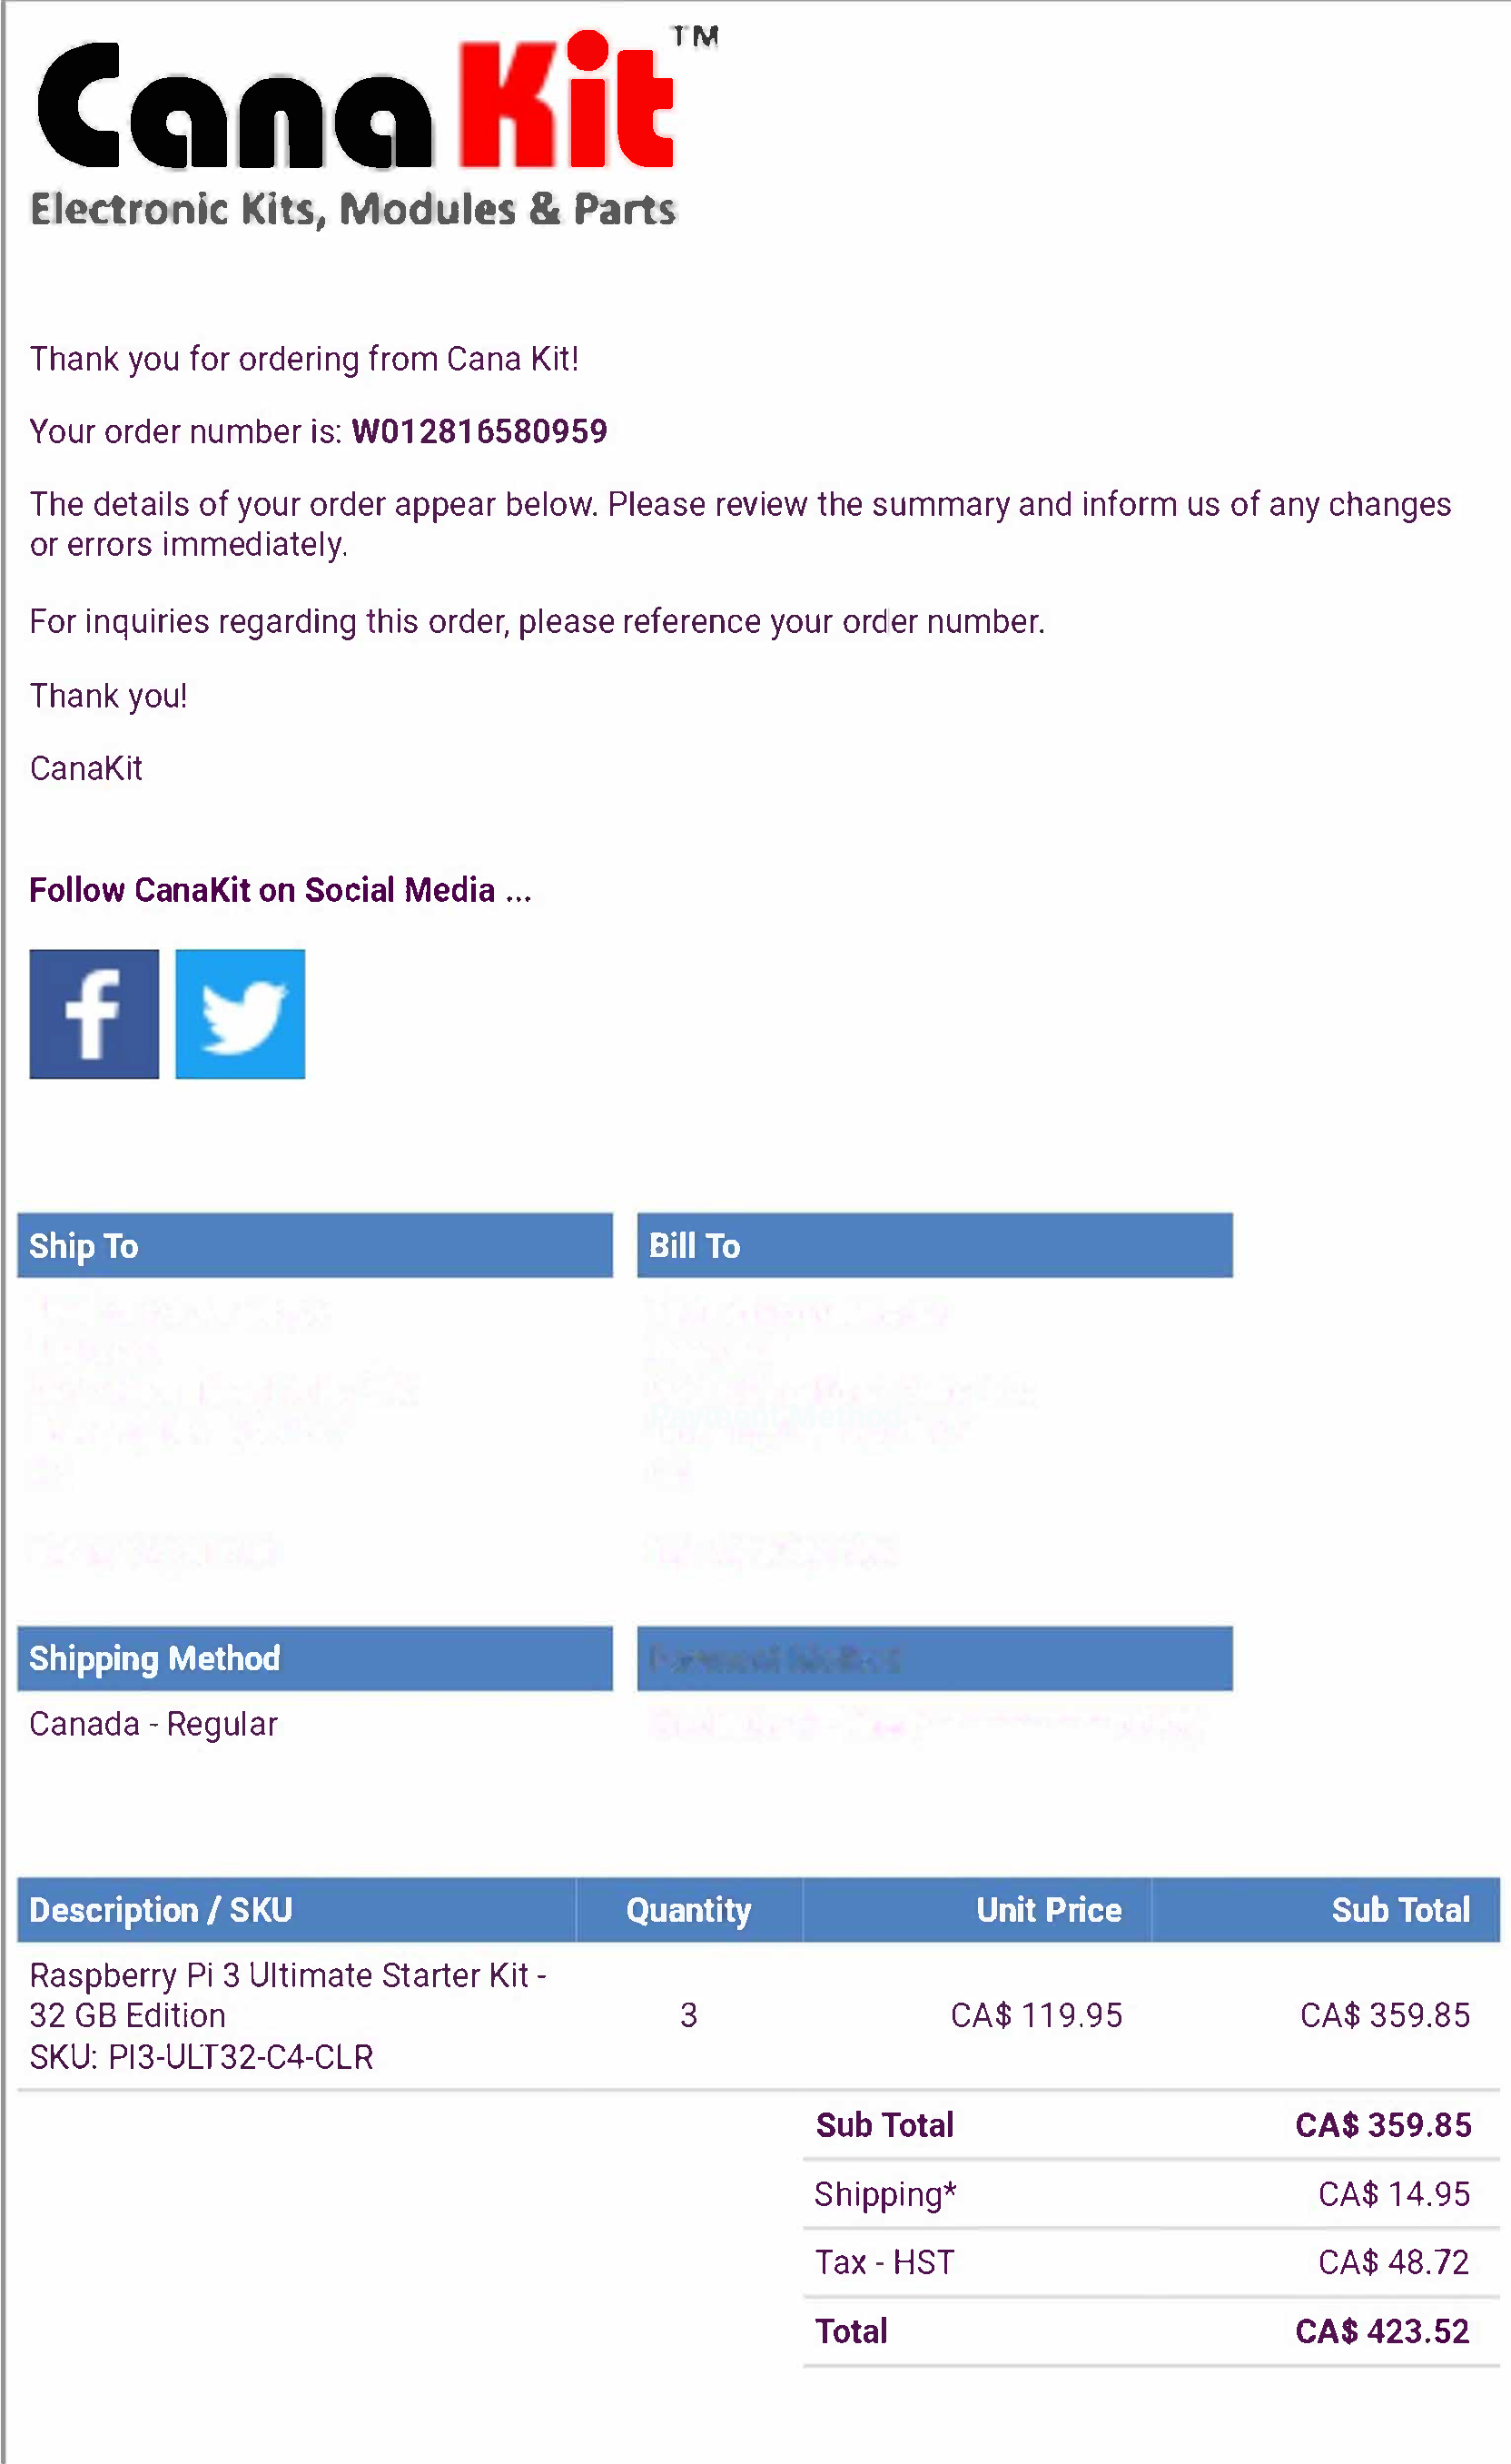 CanaKit™
Electronic Kits, Modules & Parts
Thank you for ordering from Cana Kit!
Your order number is: W012816580959
The details of your order appear below. Please review the summary and inform us of any changes
or errors immediately.
For inquiries regarding this order, please reference your order number.
Thank you!
CanaKit
Follow CanaKit on Social Media ...
Ship To
Bill To
Shipping Method
Payment Method
Canada - Regular
Description / SKU Quantity Unit Price Sub Total
Raspberry Pi 3 Ultimate Starter Kit -
32 GB Edition 3 CA$ 119.95 CA$ 359.85
SKU: PI3-ULT32-C4-CLR
Sub Total CA$ 359.85
Shipping* CA$ 14.95
Tax - HST CA$ 48.72
Total CA$ 423.52